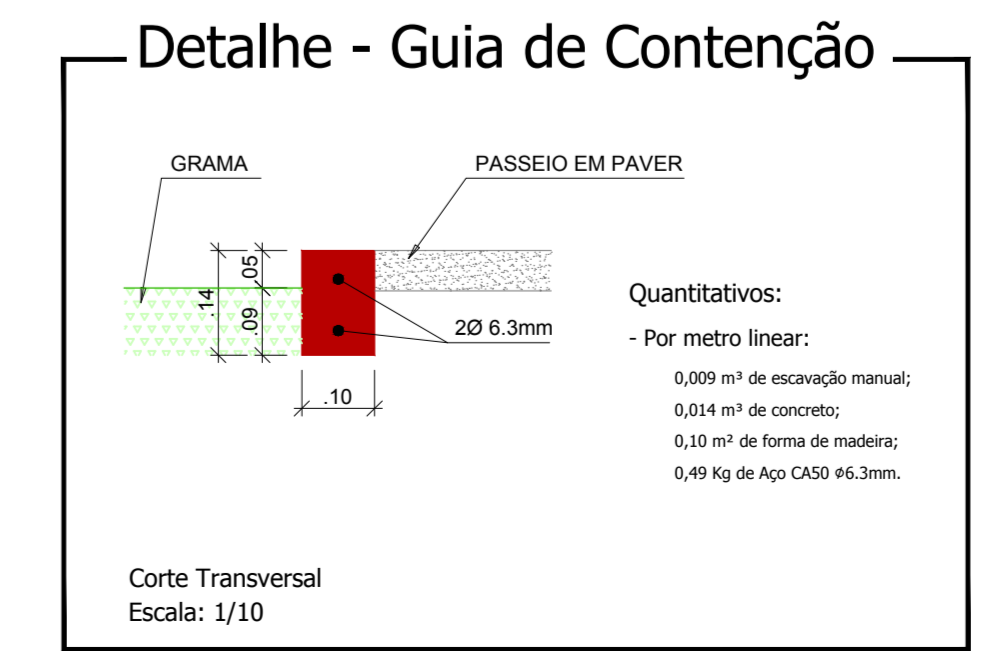 Detalhe - Guia de Contenção
GRAMA
PASSEIO EM PAVER
.05
.14
.09
2Ø 6.3mm
.10
Quantitativos:
- Por metro linear:
0,009 m³ de escavação manual;
0,014 m³ de concreto;
0,10 m² de forma de madeira;
0,49 Kg de Aço CA50 Ø6.3mm.
Corte Transversal
Escala: 1/10